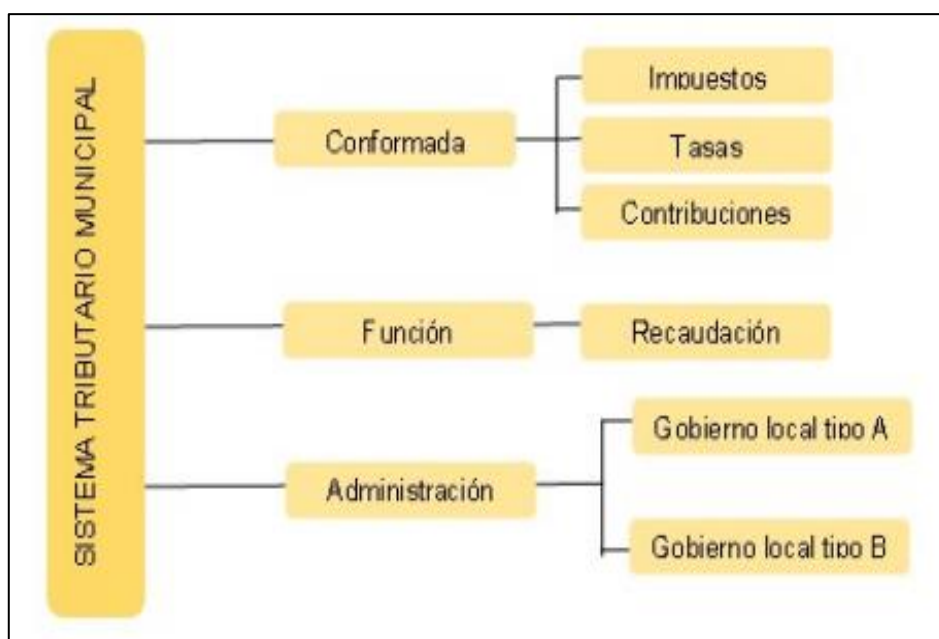 SISTEMA TRIBUTARIO MUNICIPAL
Conformada
Impuestos
Tasas
Contribuciones
Función
Recaudación
Administración
Gobierno local tipo A
Gobierno local tipo B